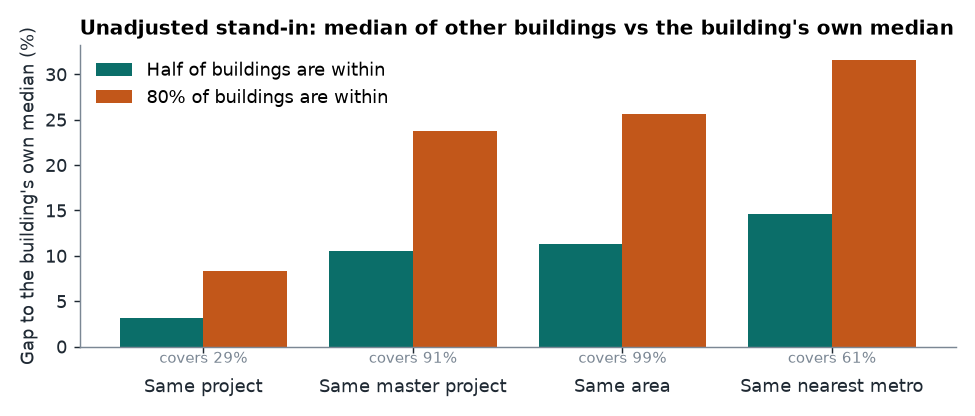 Unadjusted stand-in: median of other buildings vs the building's own median
Gap to the building's own median (%)
Half of buildings are within
80% of buildings are within
30
25
20
15
10
5
0
covers 29%
covers 91%
covers 99%
covers 61%
Same project
Same master project
Same area
Same nearest metro